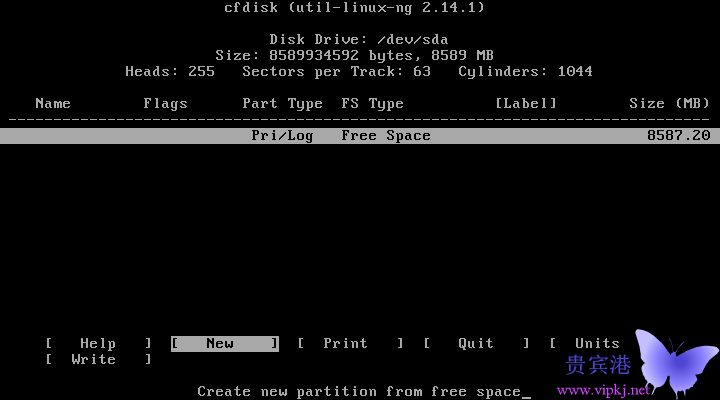 cfdisk (util-linux-ng 2.14.1)
Disk Drive: /dev/sda
Size: 8589934592 bytes, 8589 MB
Heads: 255   Sectors per Track: 63   Cylinders: 1044
Name   Flags   Part Type   FS Type   [Label]   Size (MB)
Pri/Log   Free Space   8587.20
[ Help ] [ New ] [ Print ] [ Quit ] [ Units
[ Write ]
Create new partition from free space_
贵宾港
www.vipkj.net